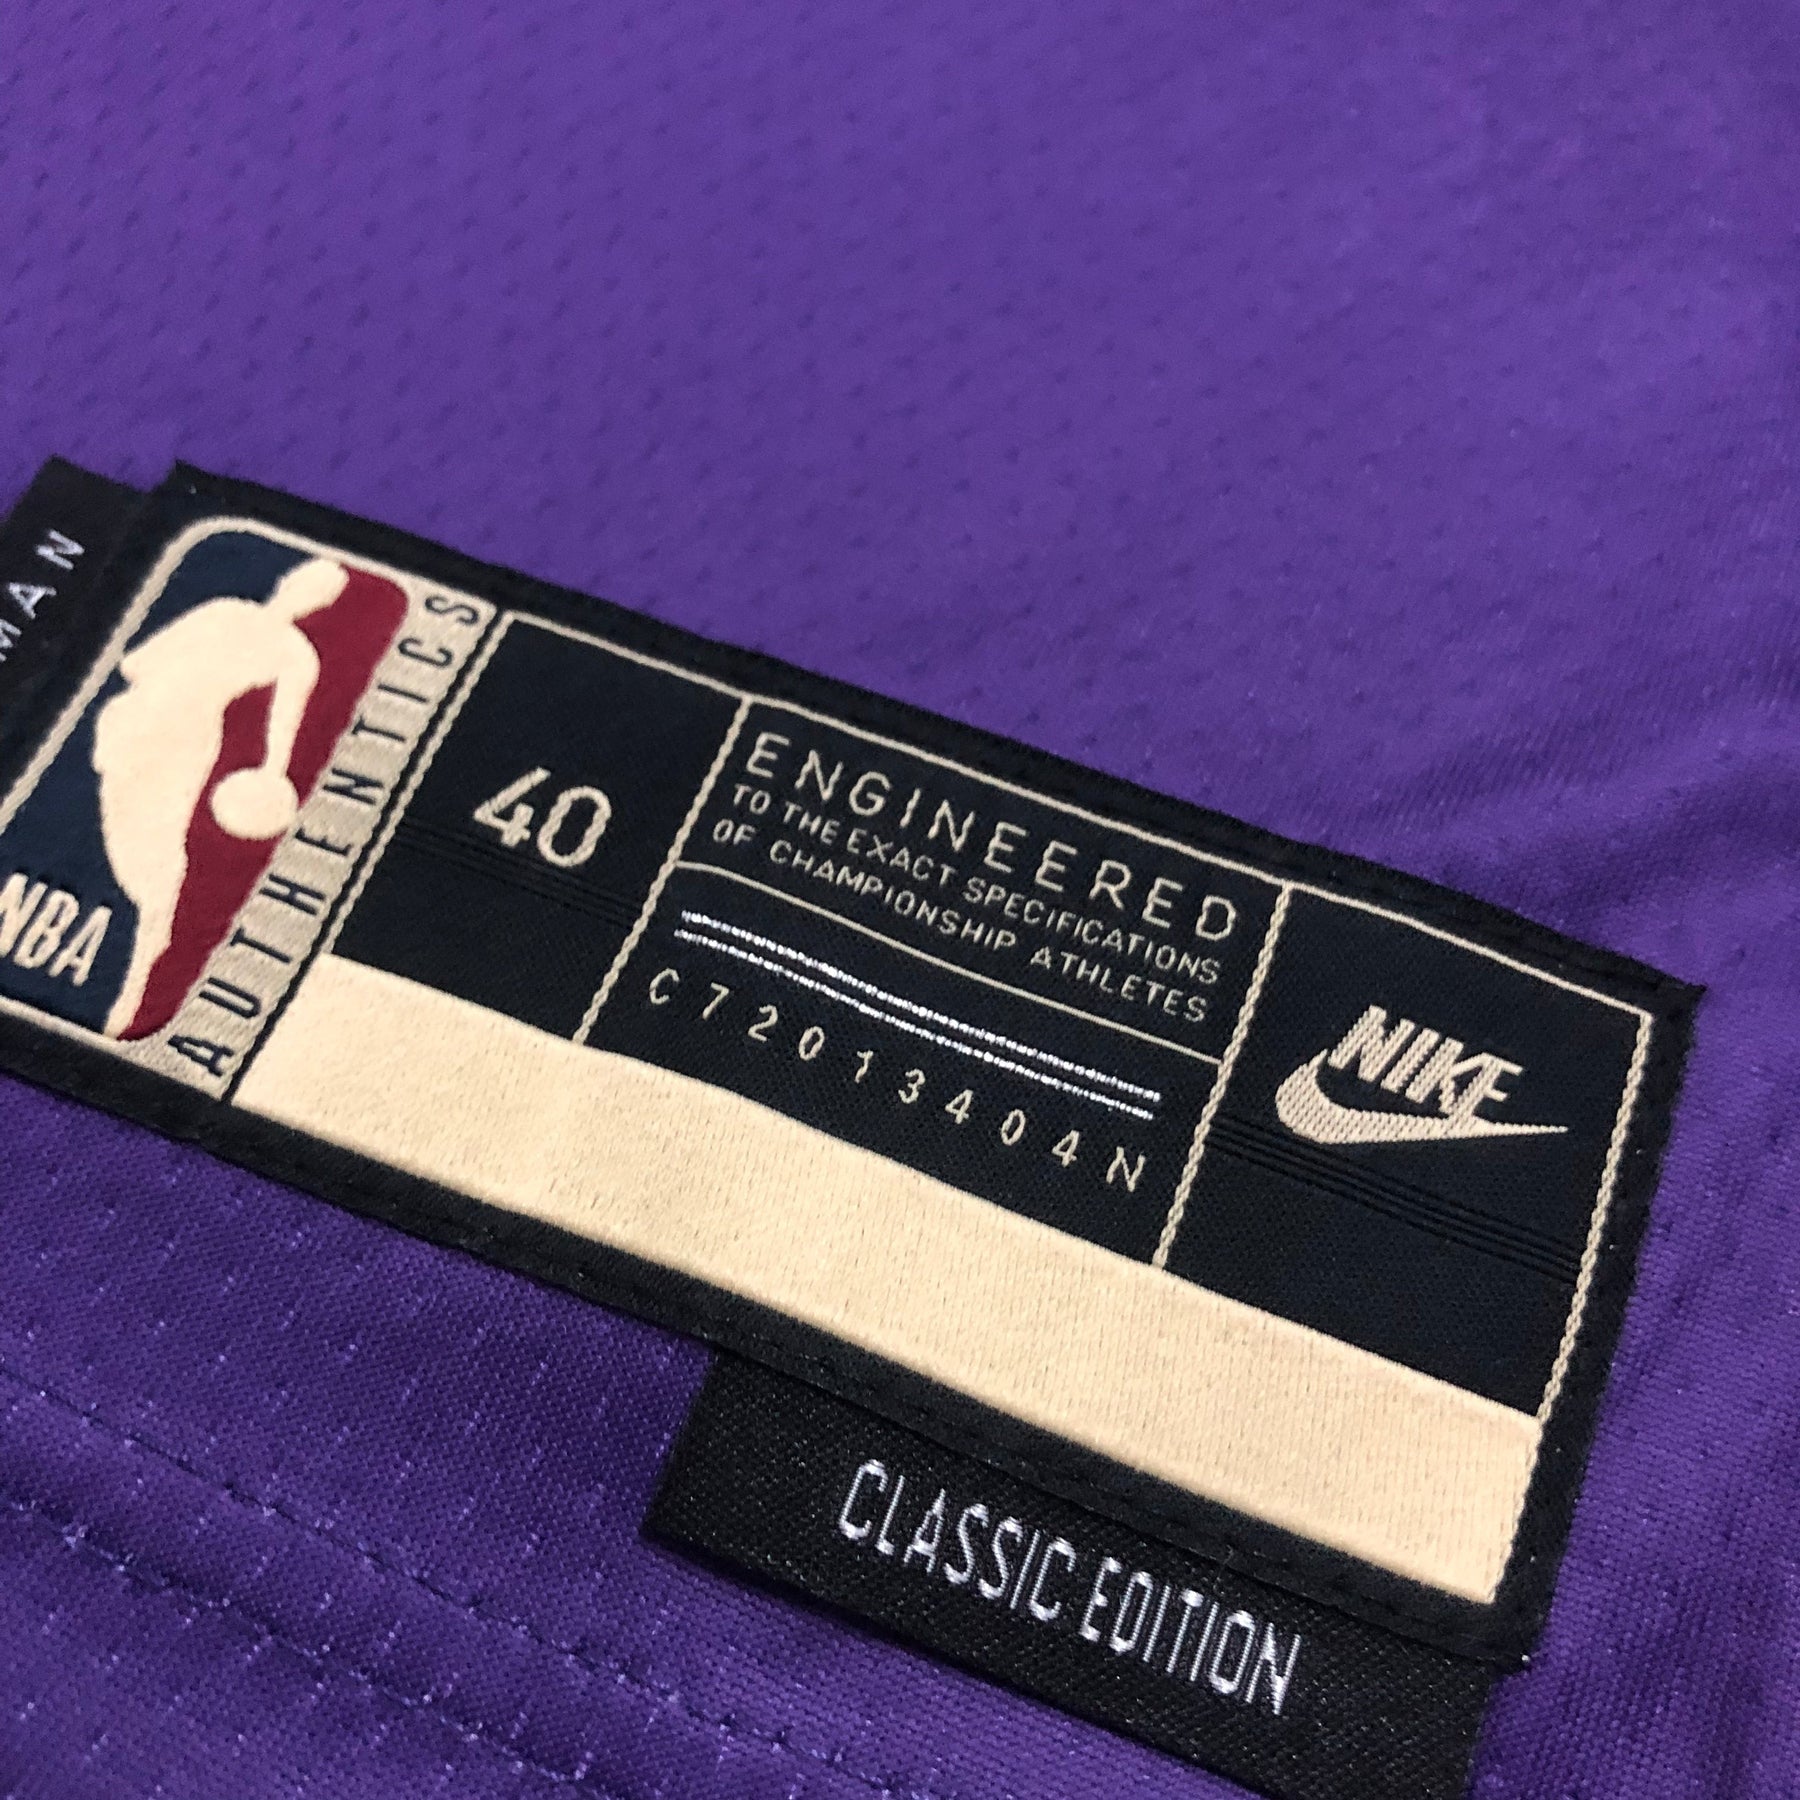 MAN
NBA
AUTHENTICS
40
ENGINEERED
TO THE EXACT SPECIFICATIONS
OF CHAMPIONSHIP ATHLETES
C72013404N
NIKE
CLASSIC EDITION